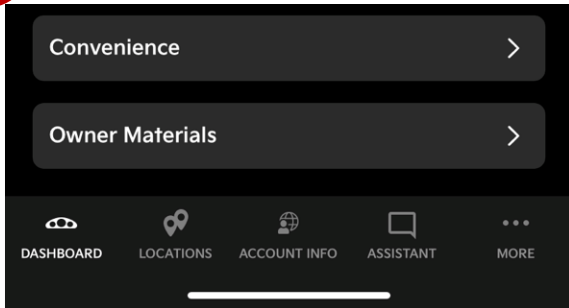 Convenience
Owner Materials
DASHBOARD LOCATIONS ACCOUNT INFO ASSISTANT MORE